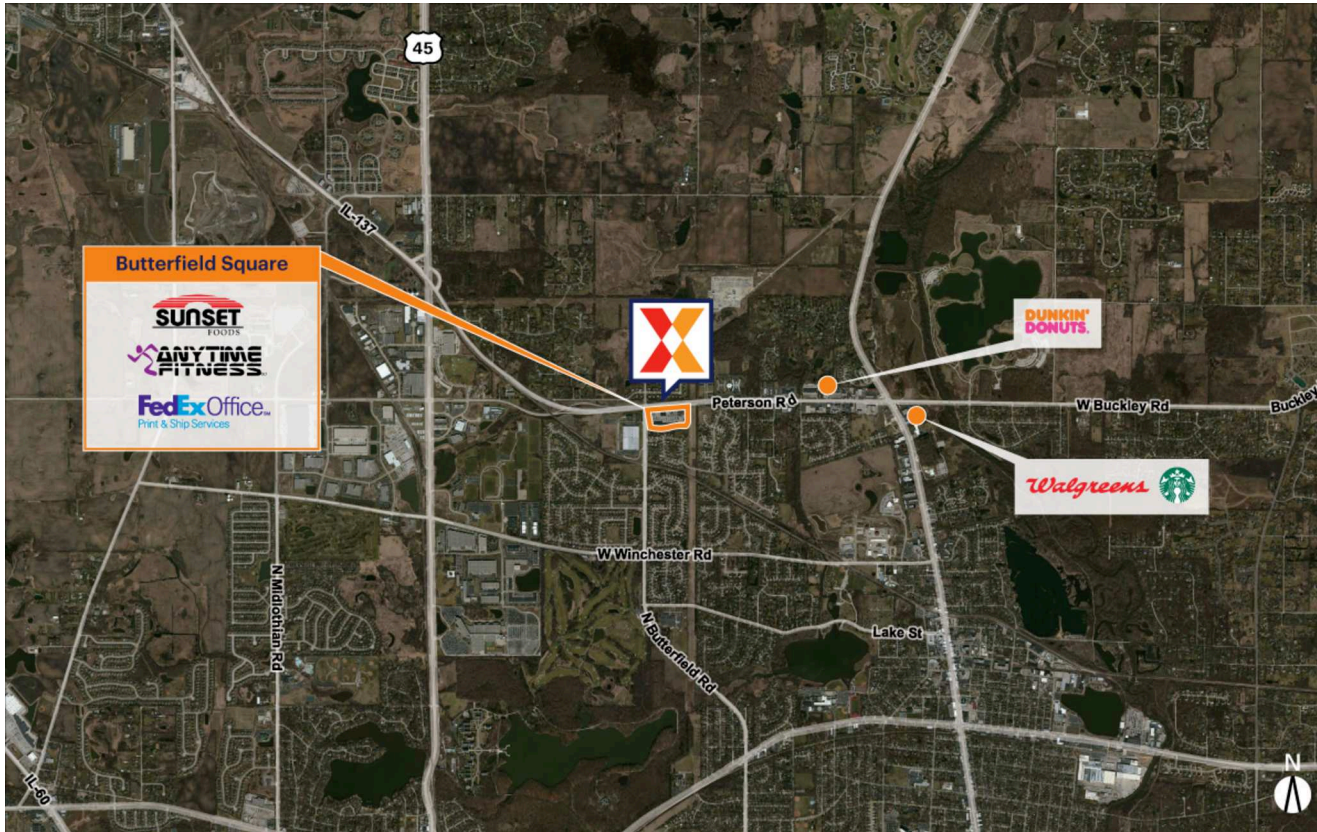 45
IL-137
Butterfield Square
SUNSET
FOODS
ANYTIME
FITNESS
FedEx Office
Print & Ship Services
DUNKIN'
DONUTS
Peterson Rd
W Buckley Rd
Buckley
Walgreens
W Winchester Rd
N Midlothian Rd
Lake St
N Butterfield Rd
IL-60
N